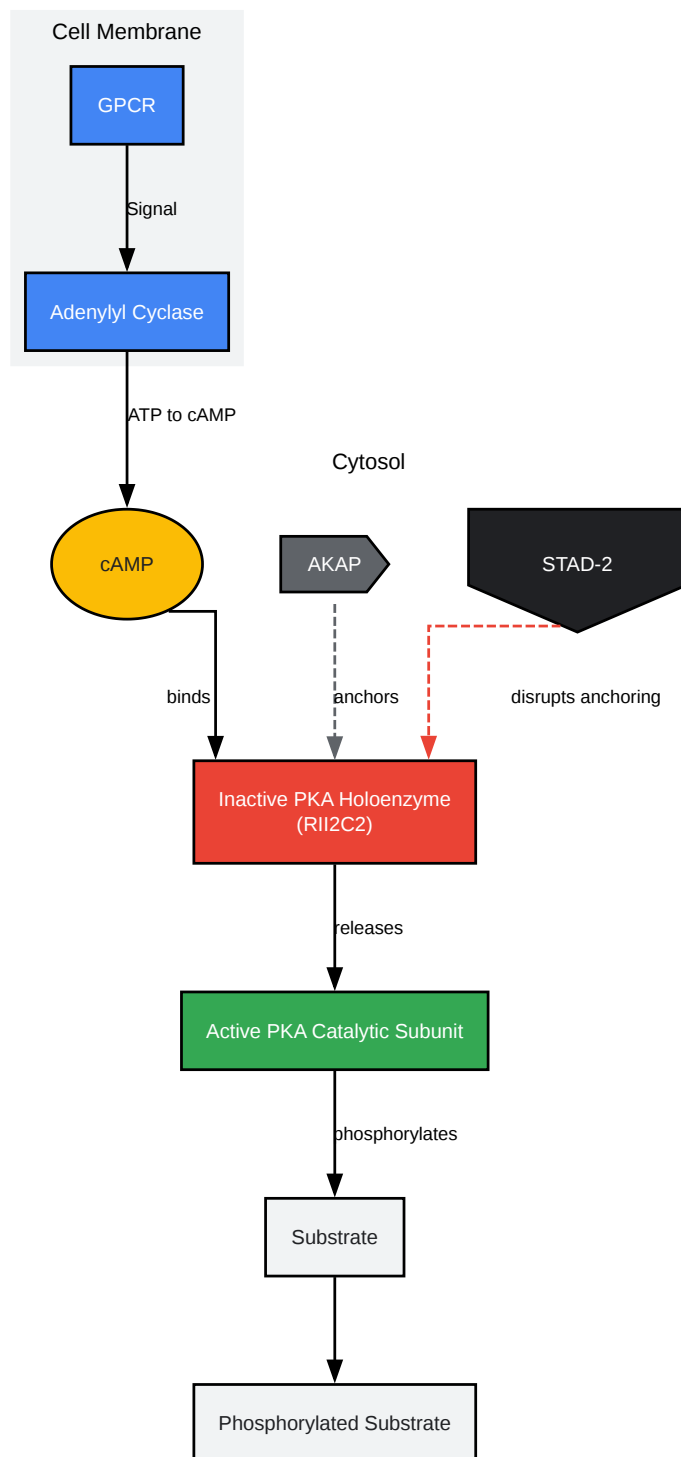 Cell Membrane
GPCR
Signal
Adenylyl Cyclase
ATP to cAMP
Cytosol
cAMP
AKAP
STAD-2
binds
anchors
disrupts anchoring
Inactive PKA Holoenzyme
(RII2C2)
releases
Active PKA Catalytic Subunit
phosphorylates
Substrate
Phosphorylated Substrate